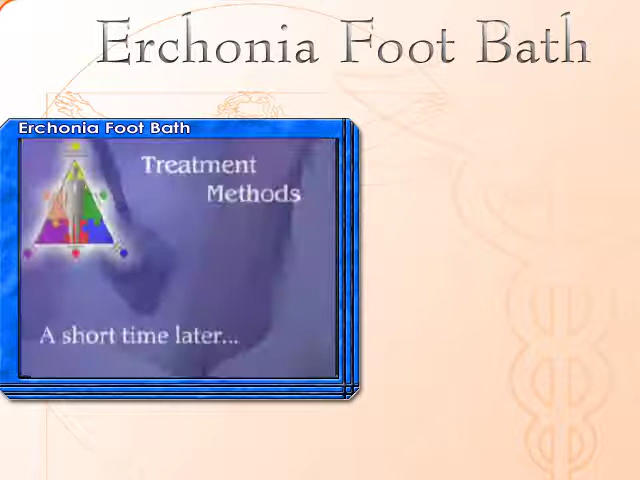 Erchonia Foot Bath
Erchonia Foot Bath
Treatment
Methods
A short time later...